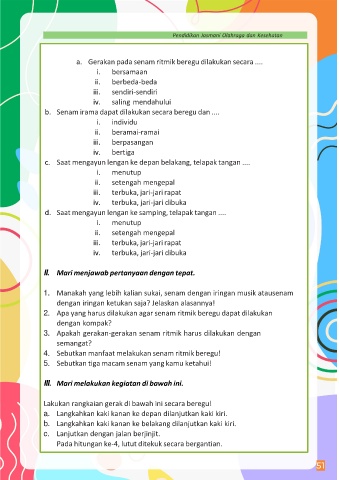 Pendidikan Jasmani Olahraga dan Kesehatan
a. Gerakan pada senam ritmik beregu dilakukan secara ....
i. bersamaan
ii. berbeda-beda
iii. sendiri-sendiri
iv. saling mendahului
b. Senam irama dapat dilakukan secara beregu dan ....
i. individu
ii. beramai-ramai
iii. berpasangan
iv. bertiga
c. Saat mengayun lengan ke depan belakang, telapak tangan ....
i. menutup
ii. setengah mengepal
iii. terbuka, jari-jari rapat
iv. terbuka, jari-jari dibuka
d. Saat mengayun lengan ke samping, telapak tangan ....
i. menutup
ii. setengah mengepal
iii. terbuka, jari-jari rapat
iv. terbuka, jari-jari dibuka
II. Mari menjawab pertanyaan dengan tepat.
1. Manakah yang lebih kalian sukai, senam dengan iringan musik atausenam
dengan iringan ketukan saja? Jelaskan alasannya!
2. Apa yang harus dilakukan agar senam ritmik beregu dapat dilakukan
dengan kompak?
3. Apakah gerakan-gerakan senam ritmik harus dilakukan dengan
semangat?
4. Sebutkan manfaat melakukan senam ritmik beregu!
5. Sebutkan tiga macam senam yang kamu ketahui!
III. Mari melakukan kegiatan di bawah ini.
Lakukan rangkaian gerak di bawah ini secara beregu!
a. Langkahkan kaki kanan ke depan dilanjutkan kaki kiri.
b. Langkahkan kaki kanan ke belakang dilanjutkan kaki kiri.
c. Lanjutkan dengan jalan berjinjit.
Pada hitungan ke-4, lutut ditekuk secara bergantian.
51